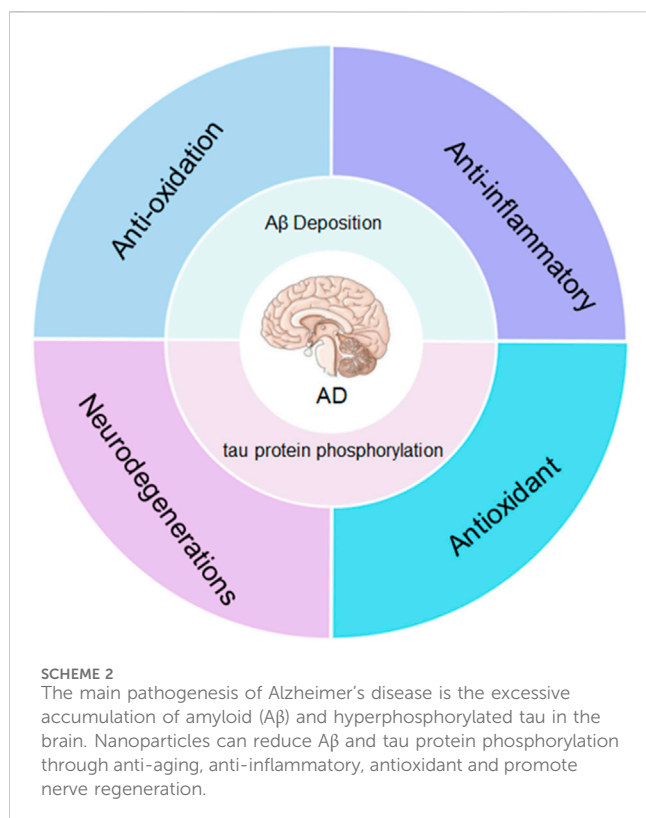 Anti-oxidation
Anti-inflammatory
Aβ Deposition
AD
tau protein phosphorylation
Neurodegenerations
Antioxidant
SCHEME 2
The main pathogenesis of Alzheimer's disease is the excessive
accumulation of amyloid (Aβ) and hyperphosphorylated tau in the
brain. Nanoparticles can reduce Aβ and tau protein phosphorylation
through anti-aging, anti-inflammatory, antioxidant and promote
nerve regeneration.